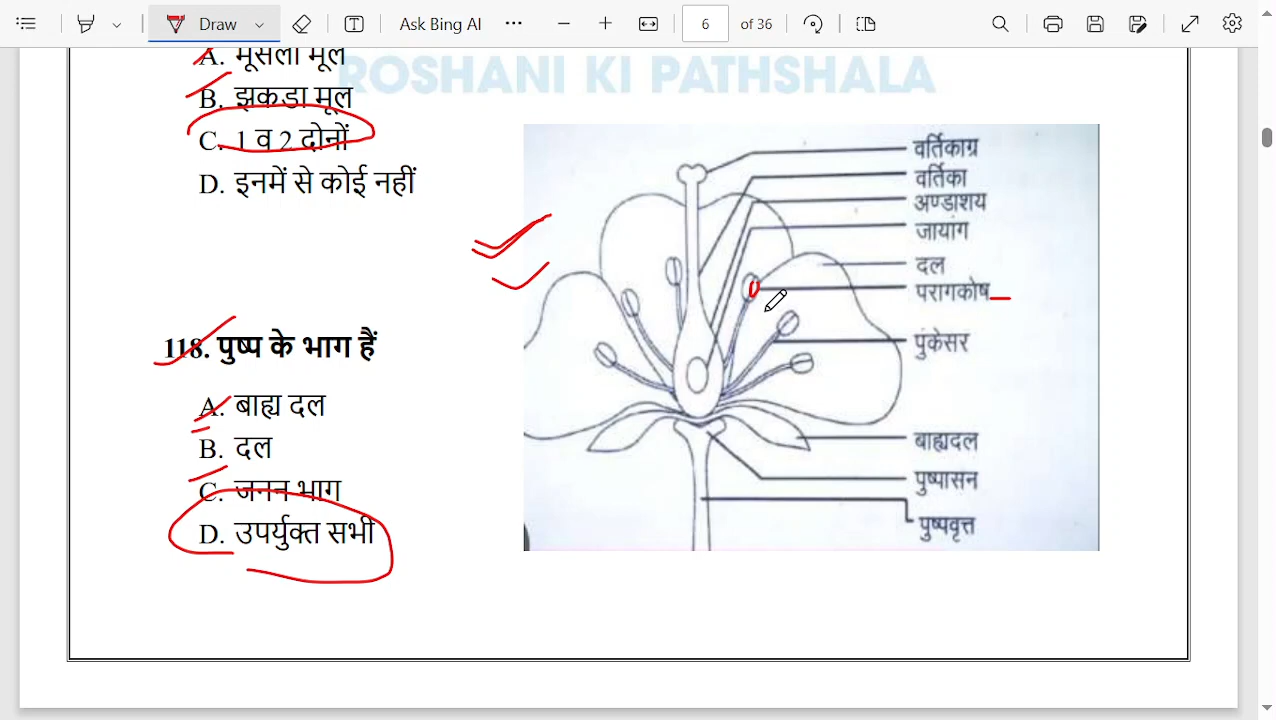 Draw
Ask Bing AI
6
of 36
A. मूसला मूल
ROSHANI KI PATHSHALA
B. झकडा मूल
C. 1 व 2 दोनों
D. इनमें से कोई नहीं
118. पुष्प के भाग हैं
A. बाह्य दल
B. दल
C. जनन भाग
D. उपर्युक्त सभी
वर्तिकाग्र
वर्तिका
अण्डाशय
जायांग
दल
परागकोष
पुंकेसर
बाह्यदल
पुष्पासन
पुष्पवृत्त